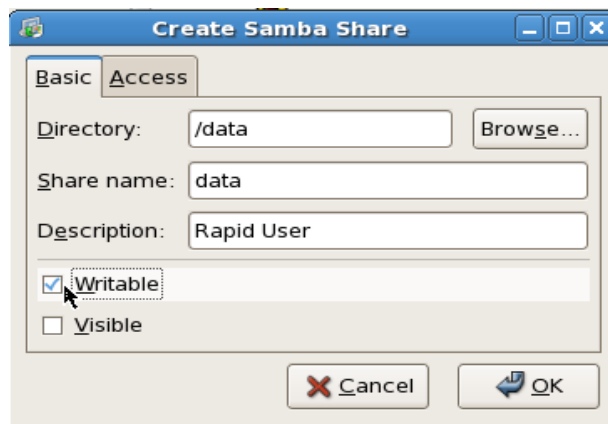 Create Samba Share
Basic Access
Directory: /data Browse...
Share name: data
Description: Rapid User
Writable
Visible
Cancel OK